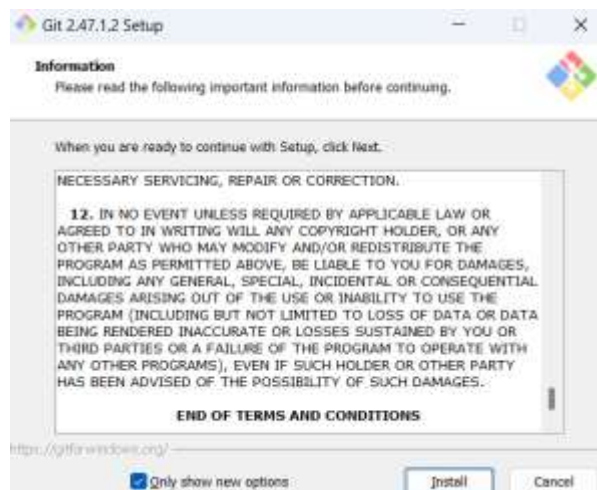 Git 2.47.1.2 Setup
Information
Please read the following important information before continuing.
When you are ready to continue with Setup, click Next.
NECESSARY SERVICING, REPAIR OR CORRECTION.
12. IN NO EVENT UNLESS REQUIRED BY APPLICABLE LAW OR
AGREED TO IN WRITING WILL ANY COPYRIGHT HOLDER, OR ANY
OTHER PARTY WHO MAY MODIFY AND/OR REDISTRIBUTE THE
PROGRAM AS PERMITTED ABOVE, BE LIABLE TO YOU FOR DAMAGES,
INCLUDING ANY GENERAL, SPECIAL, INCIDENTAL OR CONSEQUENTIAL
DAMAGES ARISING OUT OF THE USE OR INABILITY TO USE THE
PROGRAM (INCLUDING BUT NOT LIMITED TO LOSS OF DATA OR DATA
BEING RENDERED INACCURATE OR LOSSES SUSTAINED BY YOU OR
THIRD PARTIES OR A FAILURE OF THE PROGRAM TO OPERATE WITH
ANY OTHER PROGRAMS), EVEN IF SUCH HOLDER OR OTHER PARTY
HAS BEEN ADVISED OF THE POSSIBILITY OF SUCH DAMAGES.
END OF TERMS AND CONDITIONS
https://gitforwindows.org/
Only show new options
Install
Cancel